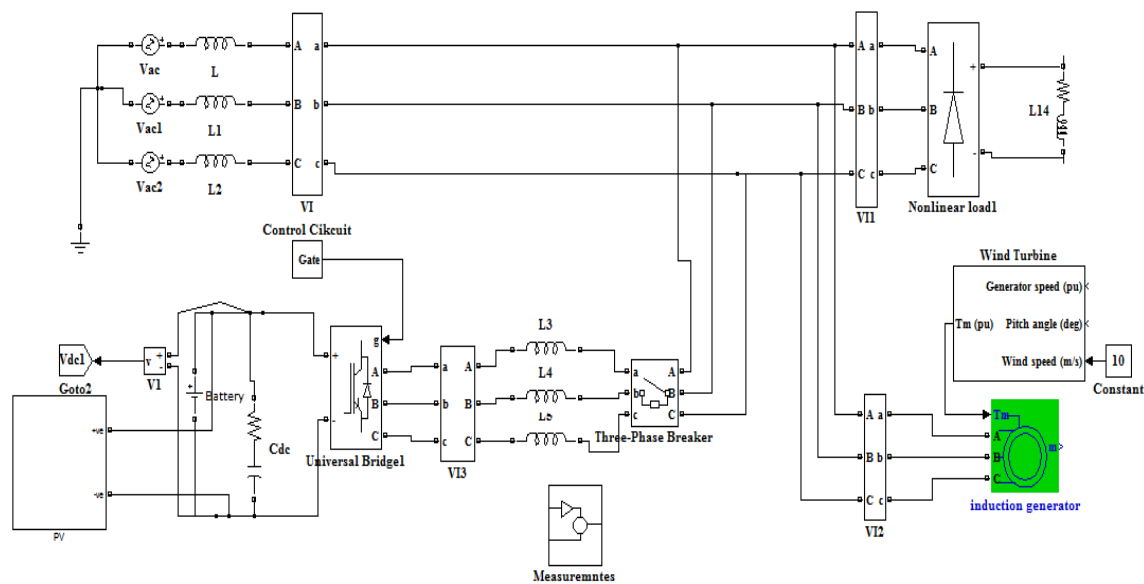 Vac
L
A a
Vac1
L1
B b
Vac2
L2
C c
VI
A a
B b
C c
VI1
A
B
C
+
-
Nonlinear load1
L14
Control Cikcuit
Gate
Vdc1
Goto2
v
+
-
V1
+
Battery
Cdc
+ve
-ve
PV
g
+
-
A
B
C
Universal Bridge1
a A
b B
c C
VI3
L3
L4
L5
a A
b B
c C
Three-Phase Breaker
Measuremntes
Wind Turbine
Generator speed (pu)
Tm (pu)
Pitch angle (deg)
Wind speed (m/s)
10
Constant
A a
B b
C c
VI2
Tm
A
B
C
m
induction generator